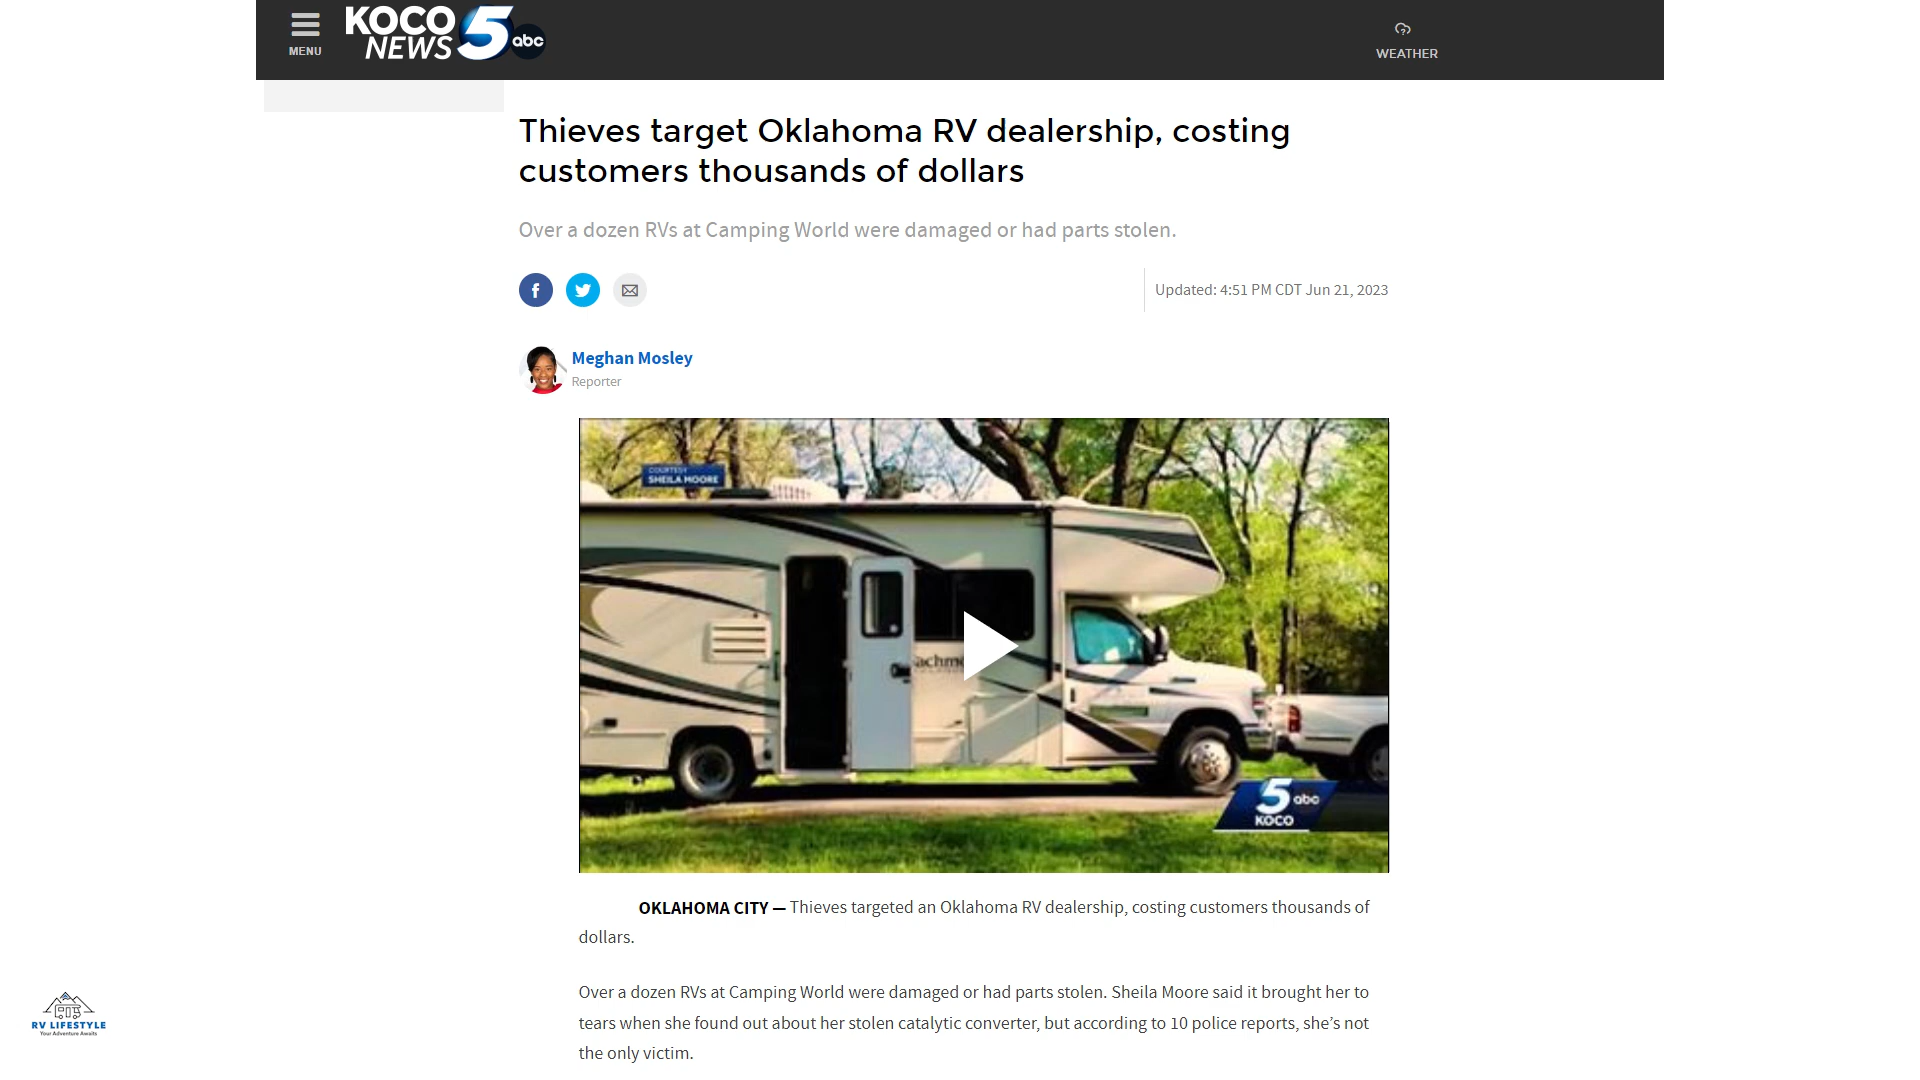 MENU
KOCO
NEWS
5
abc
WEATHER
Thieves target Oklahoma RV dealership, costing
customers thousands of dollars
Over a dozen RVs at Camping World were damaged or had parts stolen.
f
Updated: 4:51 PM CDT Jun 21, 2023
Meghan Mosley
Reporter
COURTESY
SHEILA MOORE
achm
5
abc
KOCO
OKLAHOMA CITY — Thieves targeted an Oklahoma RV dealership, costing customers thousands of
dollars.
Over a dozen RVs at Camping World were damaged or had parts stolen. Sheila Moore said it brought her to
tears when she found out about her stolen catalytic converter, but according to 10 police reports, she’s not
the only victim.
RV LIFESTYLE
Your Adventure Awaits